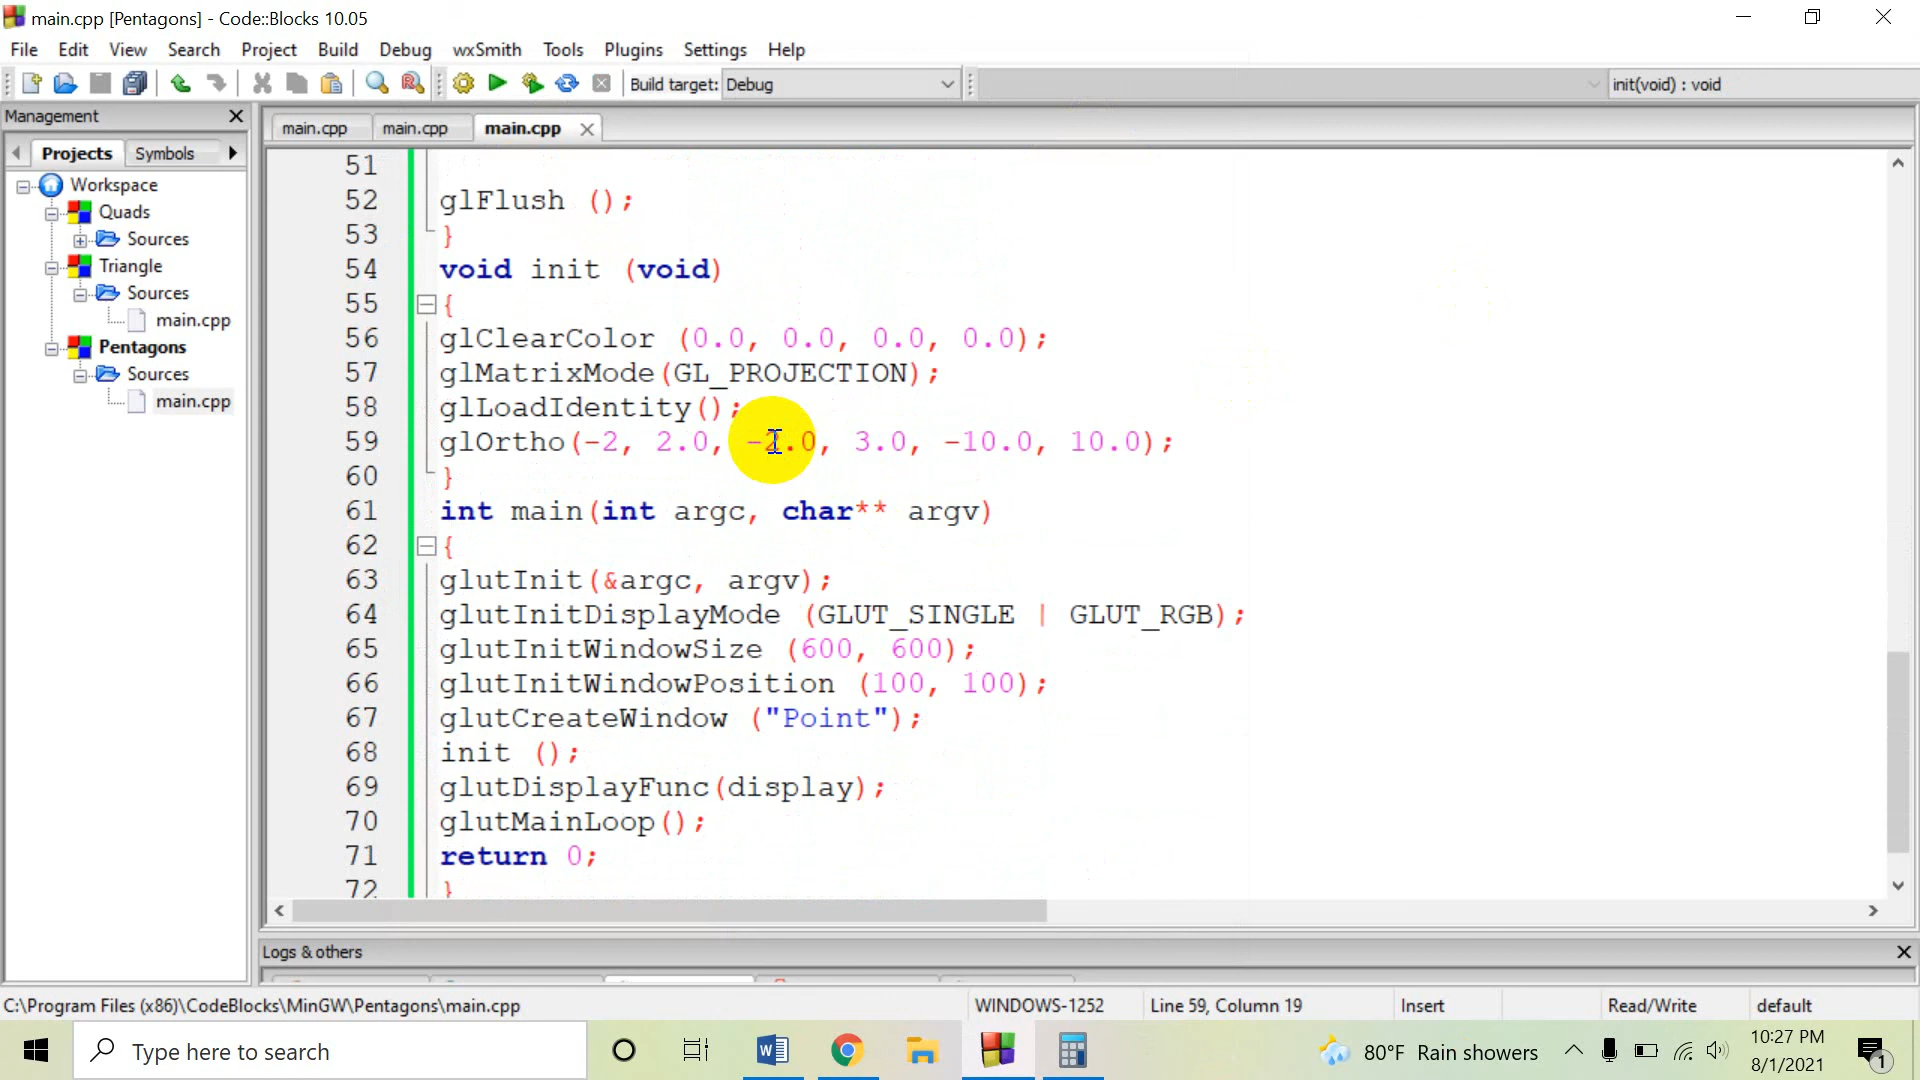 main.cpp [Pentagons] - Code::Blocks 10.05
File Edit View Search Project Build Debug wxSmith Tools Plugins Settings Help
Build target: Debug init(void) : void
Management
main.cpp main.cpp main.cpp
Projects Symbols
Workspace
Quads
Sources
Triangle
Sources
main.cpp
Pentagons
Sources
main.cpp
51
52 glFlush ();
53 }
54 void init (void)
55 {
56 glClearColor (0.0, 0.0, 0.0, 0.0);
57 glMatrixMode(GL_PROJECTION);
58 glLoadIdentity();
59 glOrtho(-2, 2.0, -2.0, 3.0, -10.0, 10.0);
60 }
61 int main(int argc, char** argv)
62 {
63 glutInit(&argc, argv);
64 glutInitDisplayMode (GLUT_SINGLE | GLUT_RGB);
65 glutInitWindowSize (600, 600);
66 glutInitWindowPosition (100, 100);
67 glutCreateWindow ("Point");
68 init ();
69 glutDisplayFunc(display);
70 glutMainLoop();
71 return 0;
72 }
Logs & others
C:\Program Files (x86)\CodeBlocks\MinGW\Pentagons\main.cpp WINDOWS-1252 Line 59, Column 19 Insert Read/Write default
Type here to search 80°F Rain showers 10:27 PM
8/1/2021
1